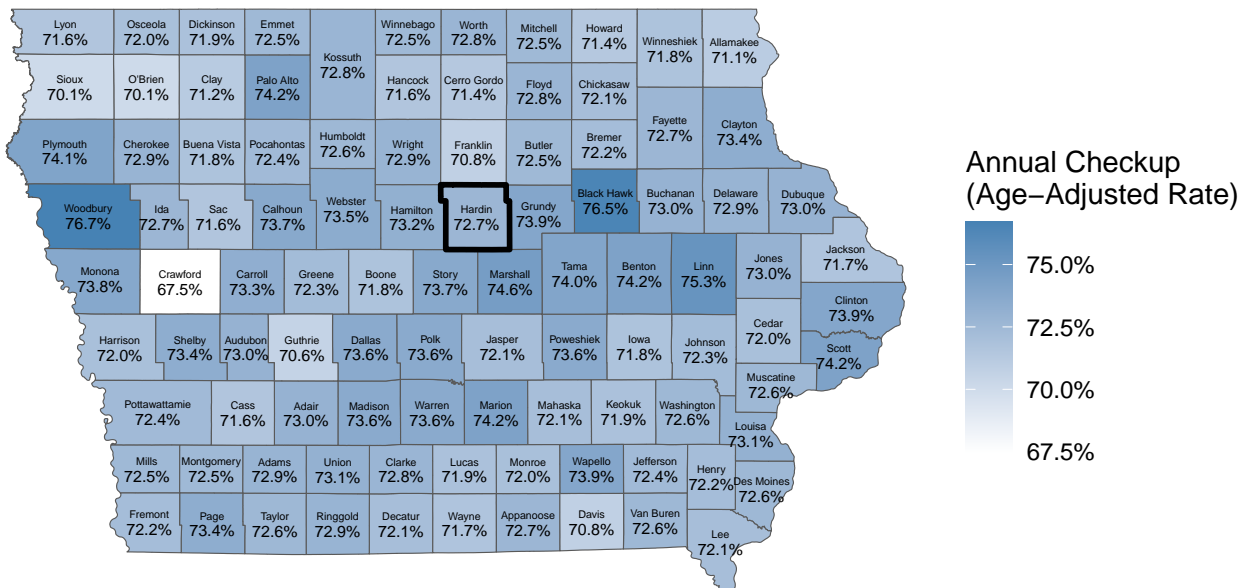 Lyon
71.6%
Osceola
72.0%
Dickinson
71.9%
Emmet
72.5%
Kossuth
72.8%
Winnebago
72.5%
Worth
72.8%
Mitchell
72.5%
Howard
71.4%
Winneshiek
71.8%
Allamakee
71.1%
Sioux
70.1%
O'Brien
70.1%
Clay
71.2%
Palo Alto
74.2%
Hancock
71.6%
Cerro Gordo
71.4%
Floyd
72.8%
Chickasaw
72.1%
Fayette
72.7%
Clayton
73.4%
Plymouth
74.1%
Cherokee
72.9%
Buena Vista
71.8%
Pocahontas
72.4%
Humboldt
72.6%
Wright
72.9%
Franklin
70.8%
Butler
72.5%
Bremer
72.2%
Woodbury
76.7%
Ida
72.7%
Sac
71.6%
Calhoun
73.7%
Webster
73.5%
Hamilton
73.2%
Hardin
72.7%
Grundy
73.9%
Black Hawk
76.5%
Buchanan
73.0%
Delaware
72.9%
Dubuque
73.0%
Monona
73.8%
Crawford
67.5%
Carroll
73.3%
Greene
72.3%
Boone
71.8%
Story
73.7%
Marshall
74.6%
Tama
74.0%
Benton
74.2%
Linn
75.3%
Jones
73.0%
Jackson
71.7%
Clinton
73.9%
Harrison
72.0%
Shelby
73.4%
Audubon
73.0%
Guthrie
70.6%
Dallas
73.6%
Polk
73.6%
Jasper
72.1%
Poweshiek
73.6%
Iowa
71.8%
Johnson
72.3%
Cedar
72.0%
Scott
74.2%
Muscatine
72.6%
Pottawattamie
72.4%
Cass
71.6%
Adair
73.0%
Madison
73.6%
Warren
73.6%
Marion
74.2%
Mahaska
72.1%
Keokuk
71.9%
Washington
72.6%
Louisa
73.1%
Mills
72.5%
Montgomery
72.5%
Adams
72.9%
Union
73.1%
Clarke
72.8%
Lucas
71.9%
Monroe
72.0%
Wapello
73.9%
Jefferson
72.4%
Henry
72.2%
Des Moines
72.6%
Fremont
72.2%
Page
73.4%
Taylor
72.6%
Ringgold
72.9%
Decatur
72.1%
Wayne
71.7%
Appanoose
72.7%
Davis
70.8%
Van Buren
72.6%
Lee
72.1%
Annual Checkup
(Age−Adjusted Rate)
75.0%
72.5%
70.0%
67.5%